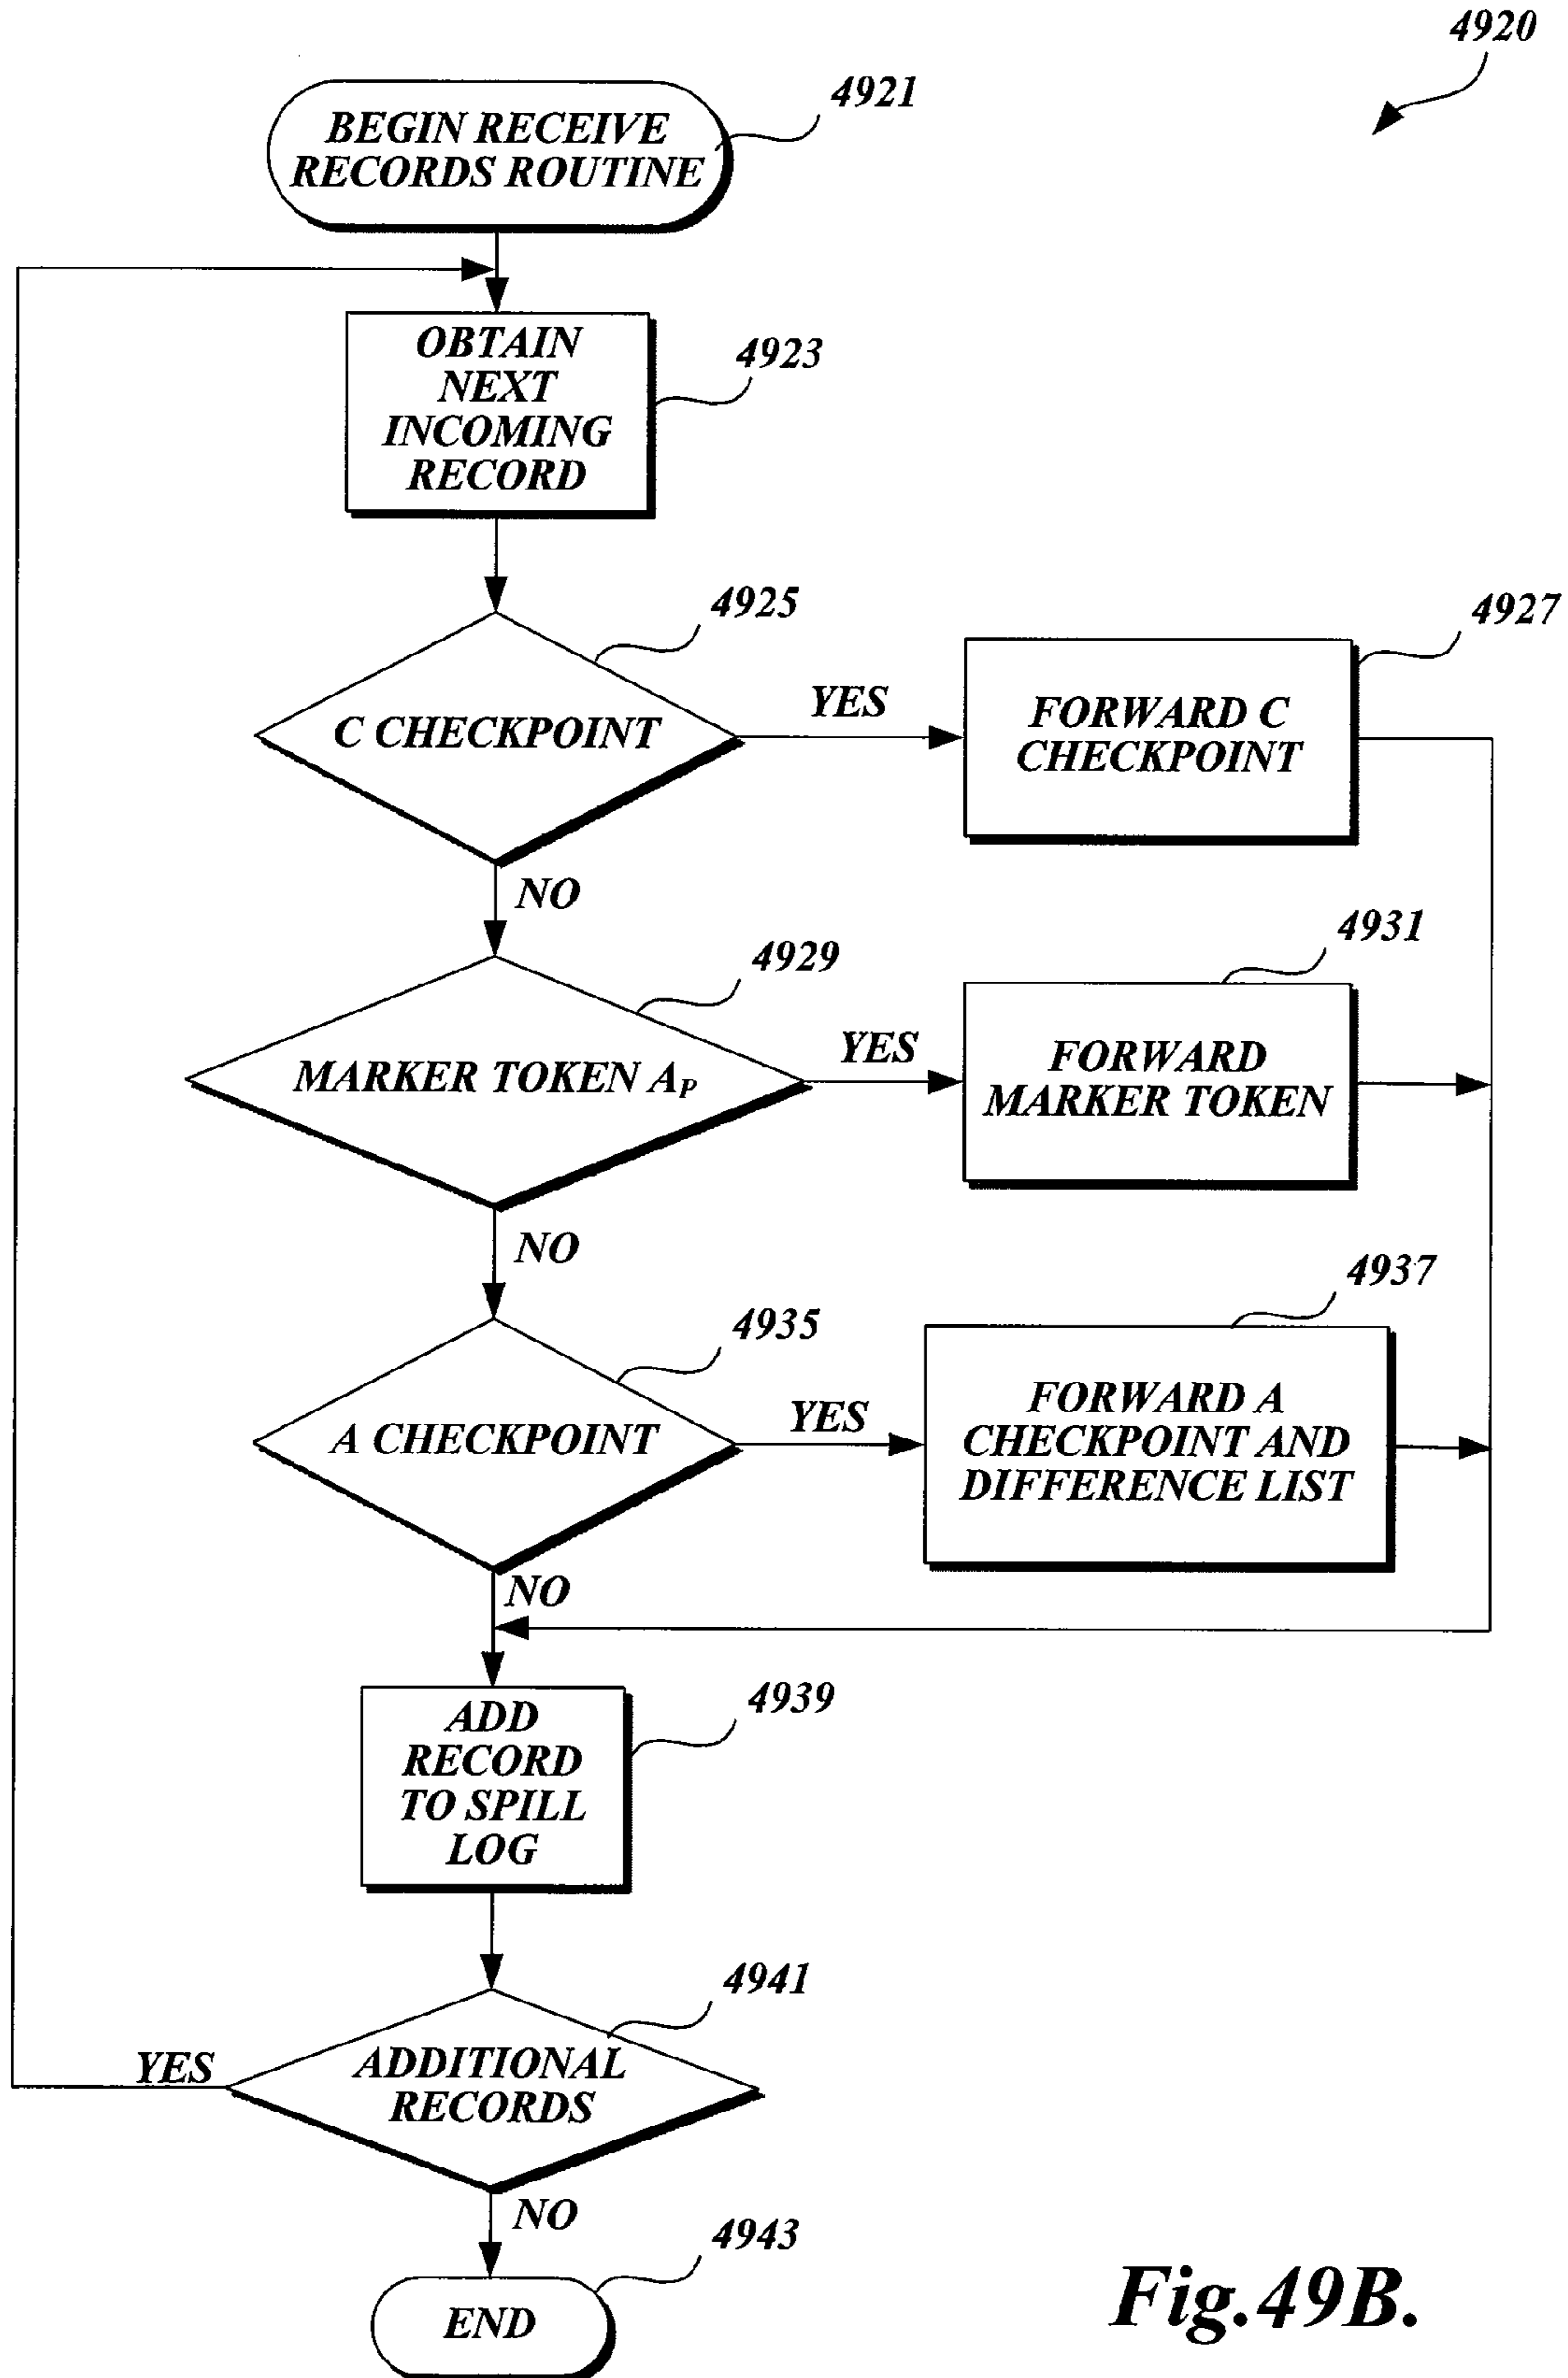 4920
BEGIN RECEIVE
RECORDS ROUTINE
4921
OBTAIN
NEXT
INCOMING
RECORD
4923
C CHECKPOINT
4925
YES
FORWARD C
CHECKPOINT
4927
NO
MARKER TOKEN AP
4929
YES
FORWARD
MARKER TOKEN
4931
NO
A CHECKPOINT
4935
YES
FORWARD A
CHECKPOINT AND
DIFFERENCE LIST
4937
NO
ADD
RECORD
TO SPILL
LOG
4939
ADDITIONAL
RECORDS
4941
YES
NO
END
4943
Fig.49B.